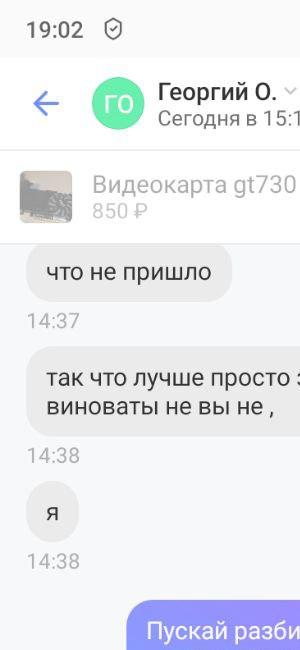 19:02
ГО
Георгий О.
Сегодня в 15:1
Видеокарта gt730
850 ₽
что не пришло
14:37
так что лучше просто
виноваты не вы не ,
14:38
я
14:38
Пускай разби